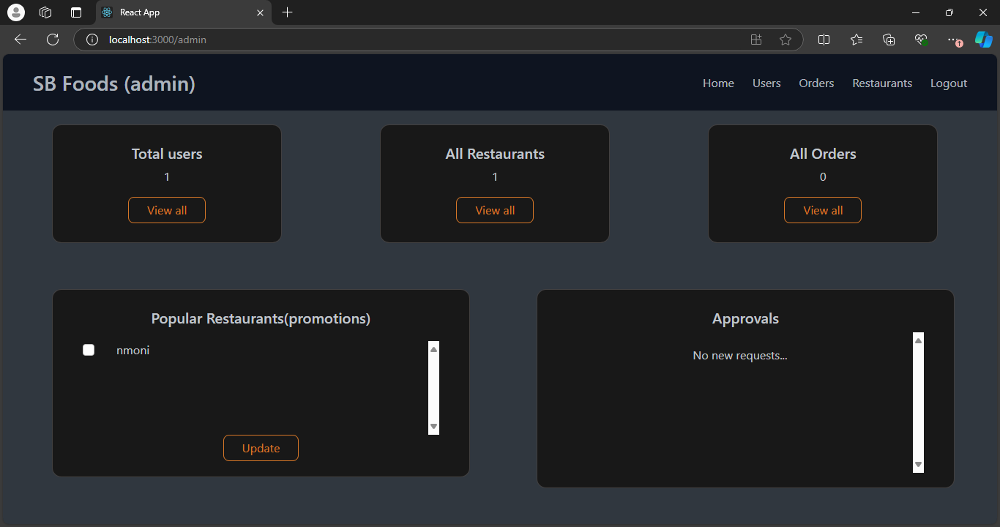 React App
localhost:3000/admin
SB Foods (admin)
Home Users Orders Restaurants Logout
Total users
1
View all
All Restaurants
1
View all
All Orders
0
View all
Popular Restaurants(promotions)
nmoni
Update
Approvals
No new requests...